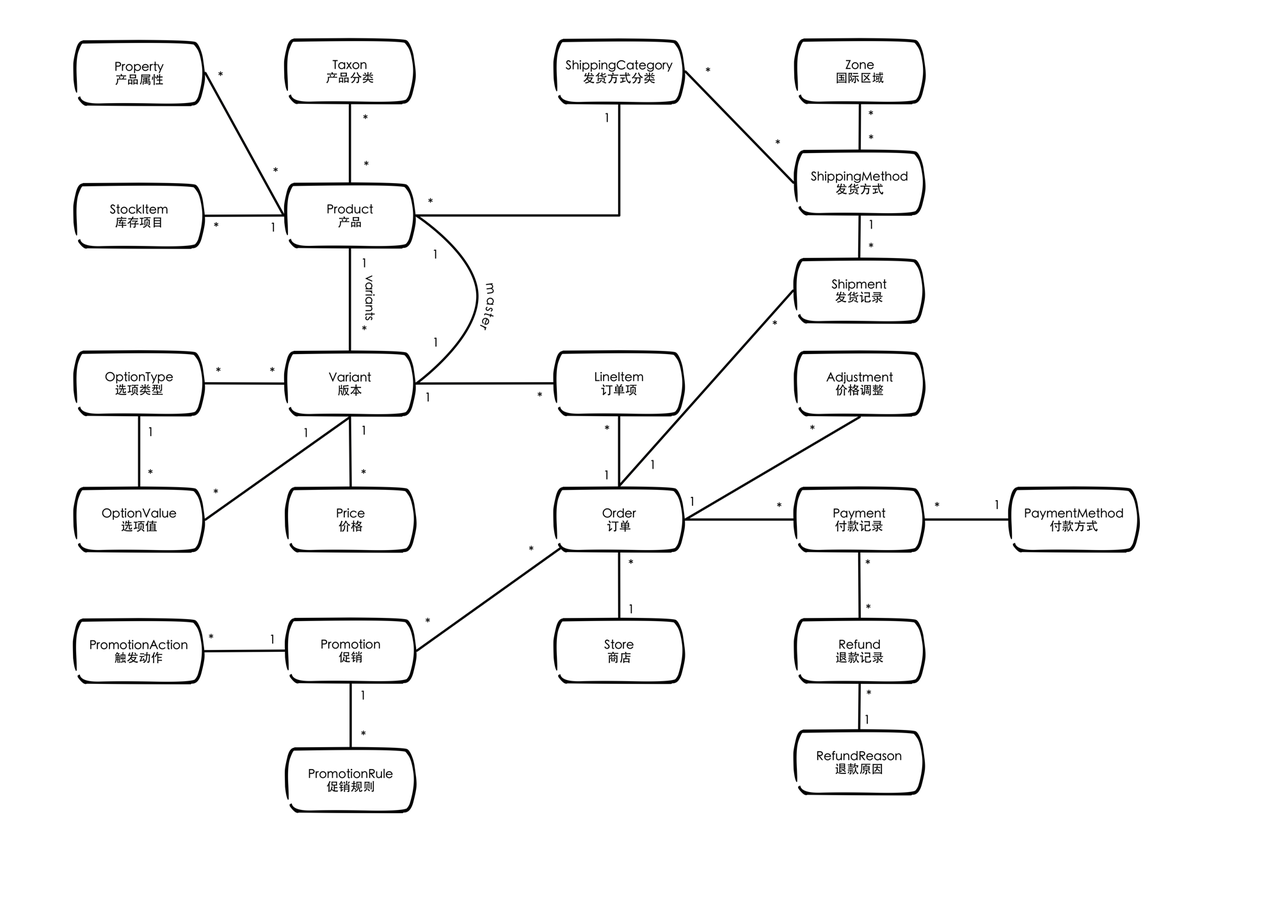 Property
产品属性
*
Taxon
产品分类
*
ShippingCategory
发货方式分类
*
1
Zone
国际区域
*
*
*
*
*
ShippingMethod
发货方式
StockItem
库存项目
*
1
Product
产品
*
1
*
1
1
variants
*
master
1
Shipment
发货记录
*
OptionType
选项类型
*
*
Variant
版本
1
*
LineItem
订单项
Adjustment
价格调整
1
*
1
*
1
*
*
1
1
*
OptionValue
选项值
Price
价格
Order
订单
1
*
Payment
付款记录
*
1
PaymentMethod
付款方式
*
*
*
1
*
*
PromotionAction
触发动作
*
1
Promotion
促销
Store
商店
Refund
退款记录
1
*
*
1
PromotionRule
促销规则
RefundReason
退款原因